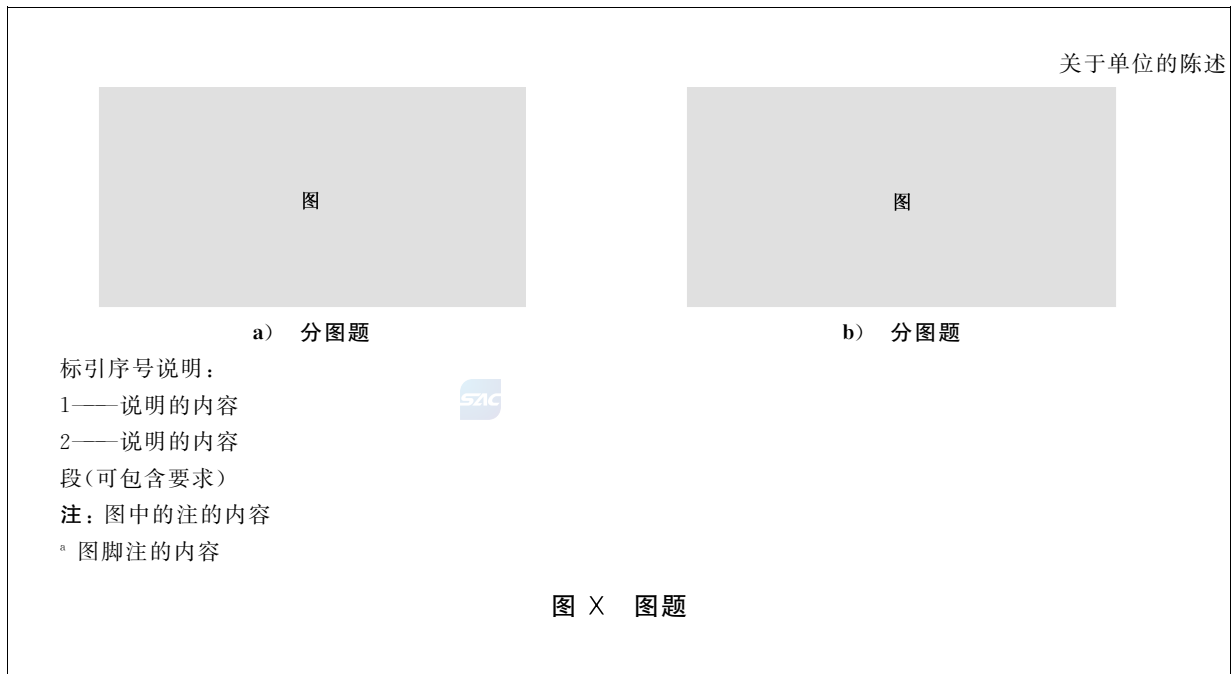 关于单位的陈述
图
图
a) 分图题
b) 分图题
标引序号说明:
1——说明的内容
SAC
2——说明的内容
段(可包含要求)
注:图中的注的内容
a 图脚注的内容
图 X 图题